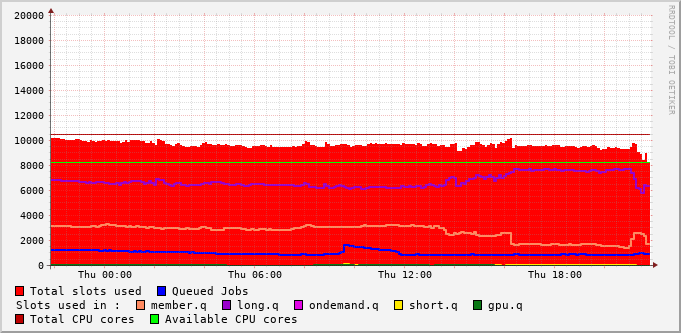 20000
18000
16000
14000
12000
10000
8000
6000
4000
2000
0
Thu 00:00 Thu 06:00 Thu 12:00 Thu 18:00
RRDTOOL / TOBI OETIKER
Total slots used Queued Jobs
Slots used in : member.q long.q ondemand.q short.q gpu.q
Total CPU cores Available CPU cores